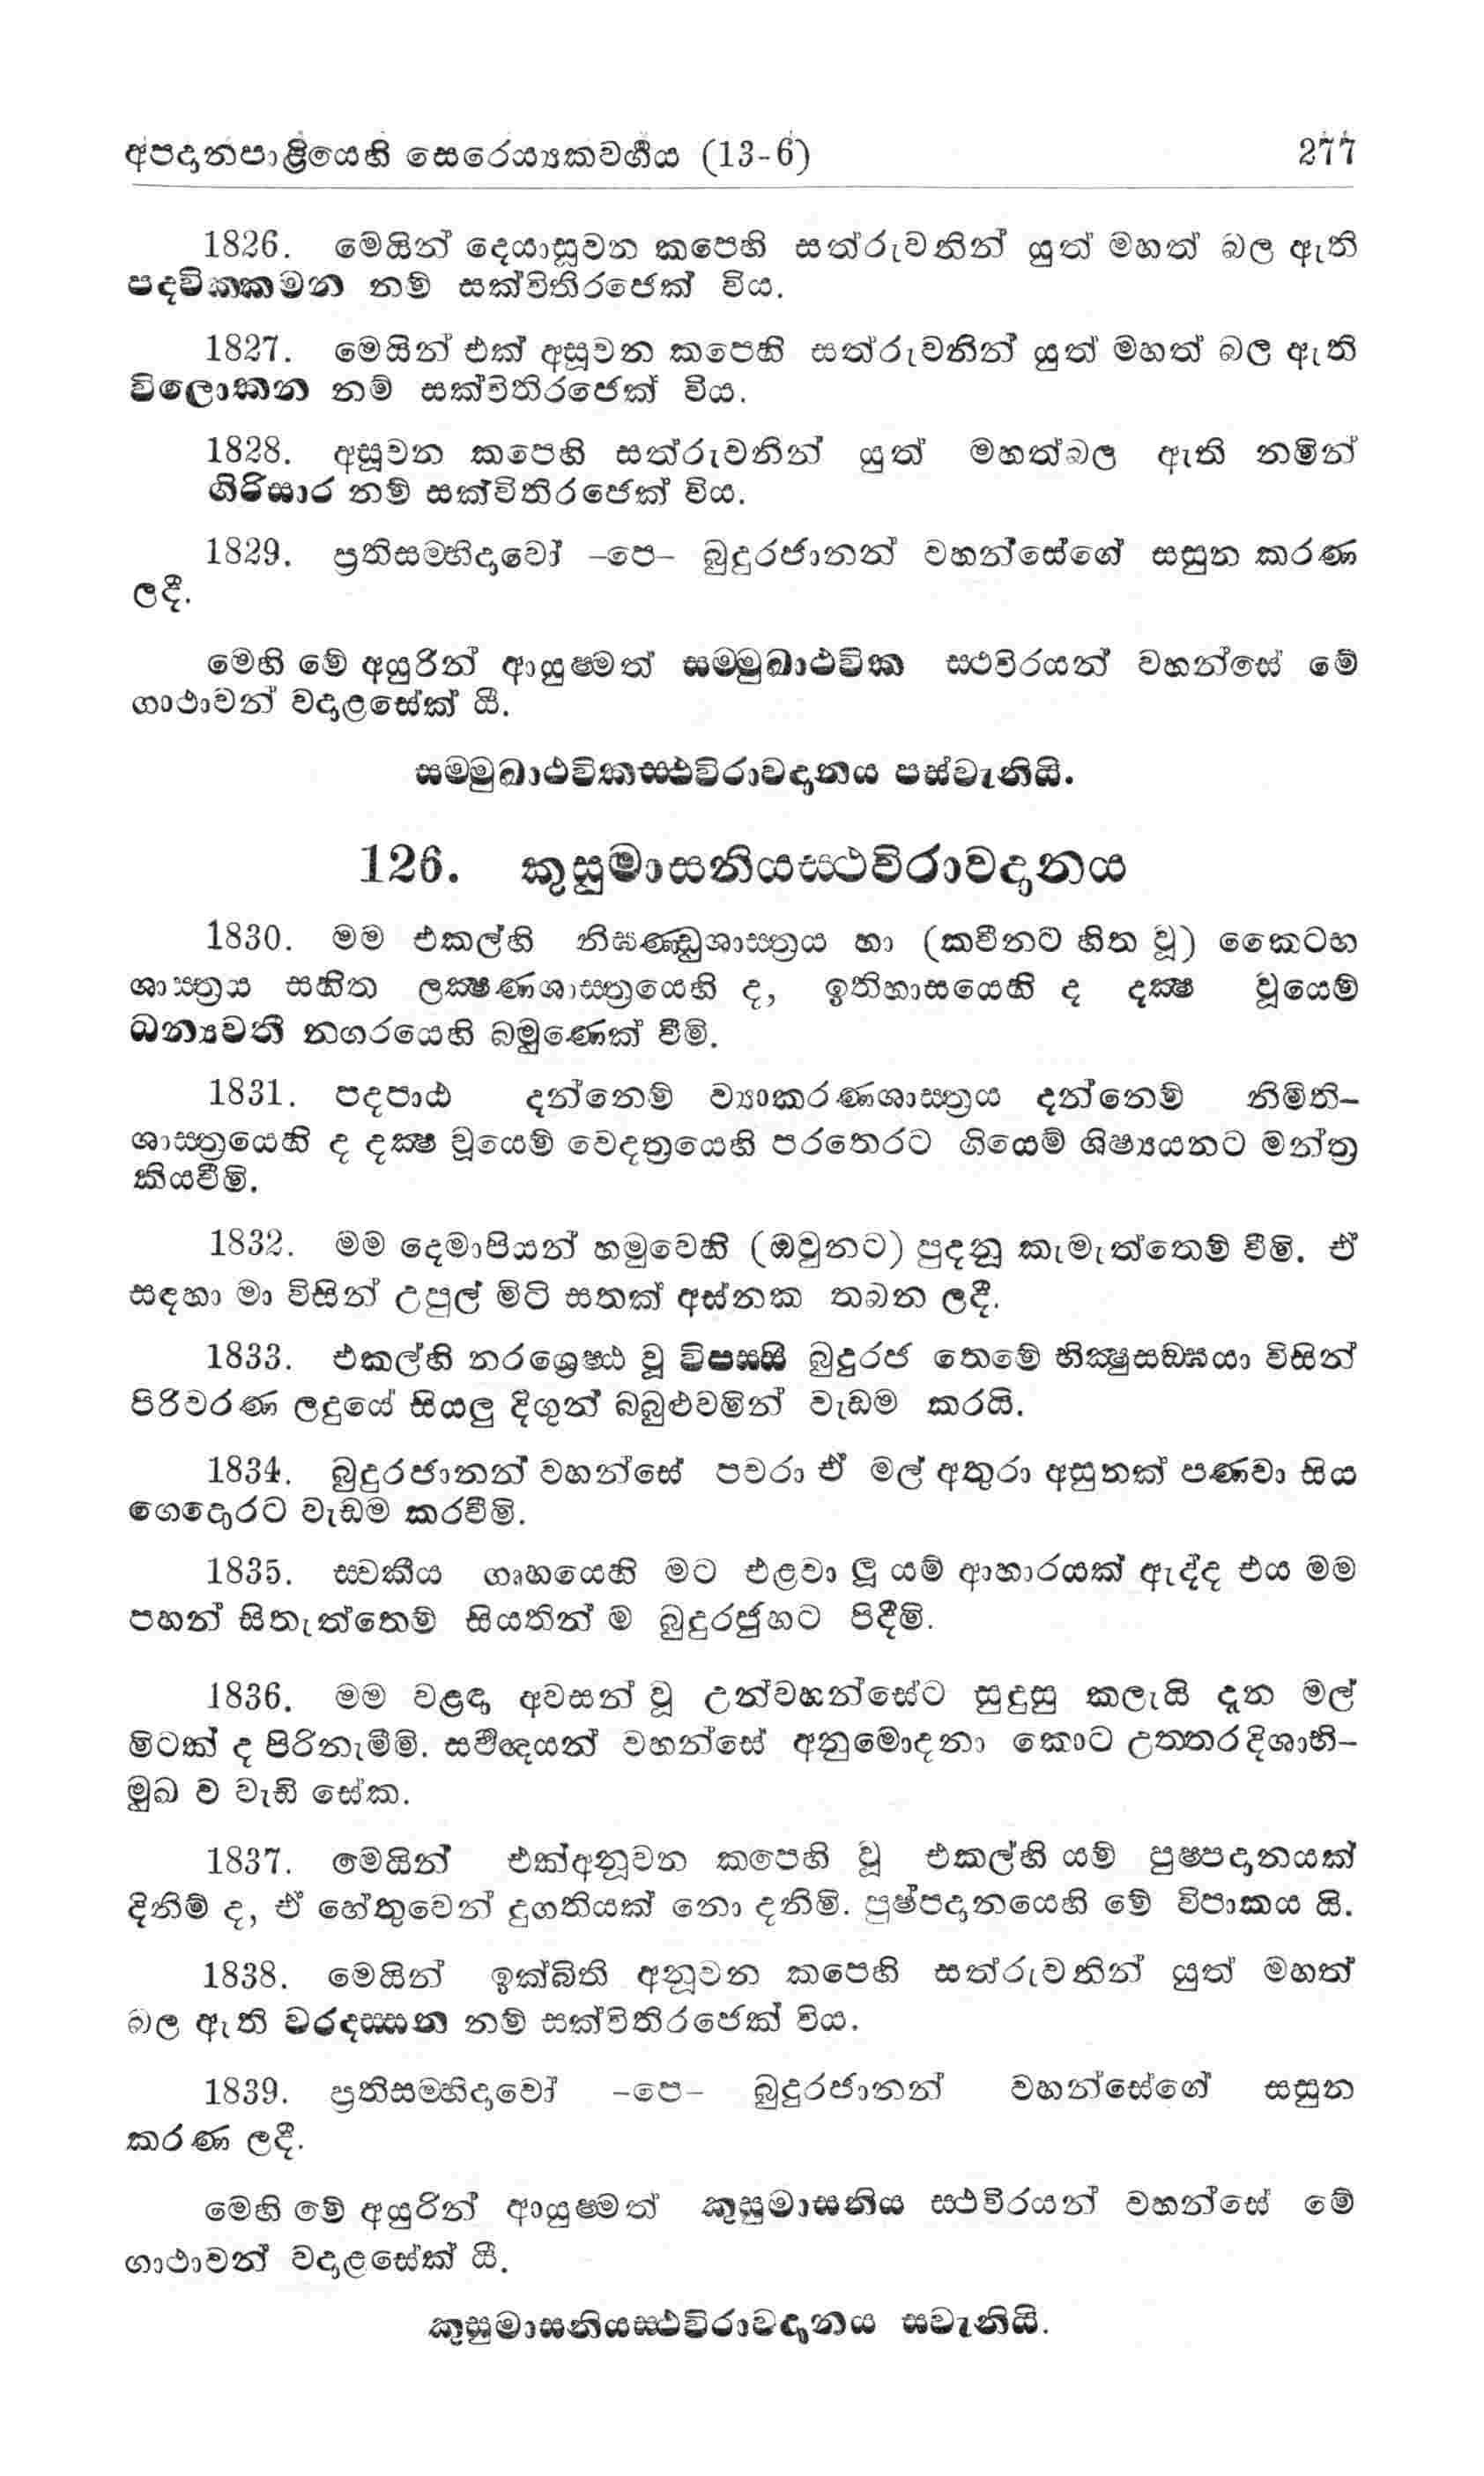 අපදානපාළියෙහි සෙරෙය්‍යකවර්‍ගය (13-6) 277
1826. මෙයින් දෙයාසූවන කපෙහි සත්රුවනින් යුත් මහත් බල ඇති
පදවික්කමන නම් සක්විතිරජෙක් විය.
1827. මෙයින් එක් අසූවන කපෙහි සත්රුවනින් යුත් මහත් බල ඇති
විලොකන නම් සක්විතිරජෙක් විය.
1828. අසූවන කපෙහි සත්රුවනින් යුත් මහත්බල ඇති නමින්
ගිරිසාර නම් සක්විතිරජෙක් විය.
1829. ප්‍රතිසම්භිදාවෝ –පෙ– බුදුරජානන් වහන්සේගේ සසුන කරණ
ලදී.
මෙහි මේ අයුරින් ආයුෂ්මත් සම්මුඛාථවික ස්ථවිරයන් වහන්සේ මේ
ගාථාවන් වදාළසේක් යී.
සම්මුඛාථවිකස්ථවිරාවදානය පස්වැනියි.
126. කුසුමාසනියස්ථවිරාවදානය
1830. මම එකල්හි නිඝණ්ඩුශාස්ත්‍රය හා (කවීනට හිත වූ) කෛටභ
ශාස්ත්‍රය සහිත ලක්‍ෂණශාස්ත්‍රයෙහි ද, ඉතිහාසයෙහි ද දක්‍ෂ වූයෙම්
ධන්‍යවතී නගරයෙහි බමුණෙක් වීමි.
1831. පදපාඨ දන්නෙම් ව්‍යාකරණශාස්ත්‍රය දන්නෙම් නිමිති–
ශාස්ත්‍රයෙහි ද දක්‍ෂ වූයෙම් වෙදත්‍රයෙහි පරතෙරට ගියෙම් ශිෂ්‍යයනට මන්ත්‍ර
කියවීමි.
1832. මම දෙමාපියන් හමුවෙහි (ඔවුනට) පුදනු කැමැත්තෙම් වීමි. ඒ
සඳහා මා විසින් උපුල් මිටි සතක් අස්නක තබන ලදී.
1833. එකල්හි නරශ්‍රෙෂ්ඨ වූ විපස්සී බුදුරජ තෙමේ භික්‍ෂුසඞ්ඝයා විසින්
පිරිවරණ ලදුයේ සියලු දිගුන් බබුළුවමින් වැඩම කරයි.
1834. බුදුරජානන් වහන්සේ පවරා ඒ මල් අතුරා අසුනක් පණවා සිය
ගෙදොරට වැඩම කරවීමි.
1835. ස්වකීය ගෘහයෙහි මට එළවා ලූ යම් ආහාරයක් ඇද්ද එය මම
පහන් සිතැත්තෙම් සියතින් ම බුදුරජුහට පිදීමි.
1836. මම වළඳා අවසන් වූ උන්වහන්සේට සුදුසු කලැයි දැන මල්
මිටක් ද පිරිනැමීමි. සර්‍වඥයන් වහන්සේ අනුමොදනා කොට උත්තරදිශාභි–
මුඛ ව වැඩි සේක.
1837. මෙයින් එක්අනූවන කපෙහි වූ එකල්හි යම් පුෂ්පදානයක්
දිනිම් ද, ඒ හේතුවෙන් දුගතියක් නො දනිමි. පුෂ්පදානයෙහි මේ විපාකය යි.
1838. මෙයින් ඉක්බිති අනූවන කපෙහි සත්රුවනින් යුත් මහත්
බල ඇති වරදස්සන නම් සක්විතිරජෙක් විය.
1839. ප්‍රතිසම්භිදාවෝ –පෙ– බුදුරජානන් වහන්සේගේ සසුන
කරණ ලදී.
මෙහි මේ අයුරින් ආයුෂ්මත් කුසුමාසනිය ස්ථවිරයන් වහන්සේ මේ
ගාථාවන් වදාළසේක් යී.
කුසුමාසනියස්ථවිරාවදානය සවැනියි.